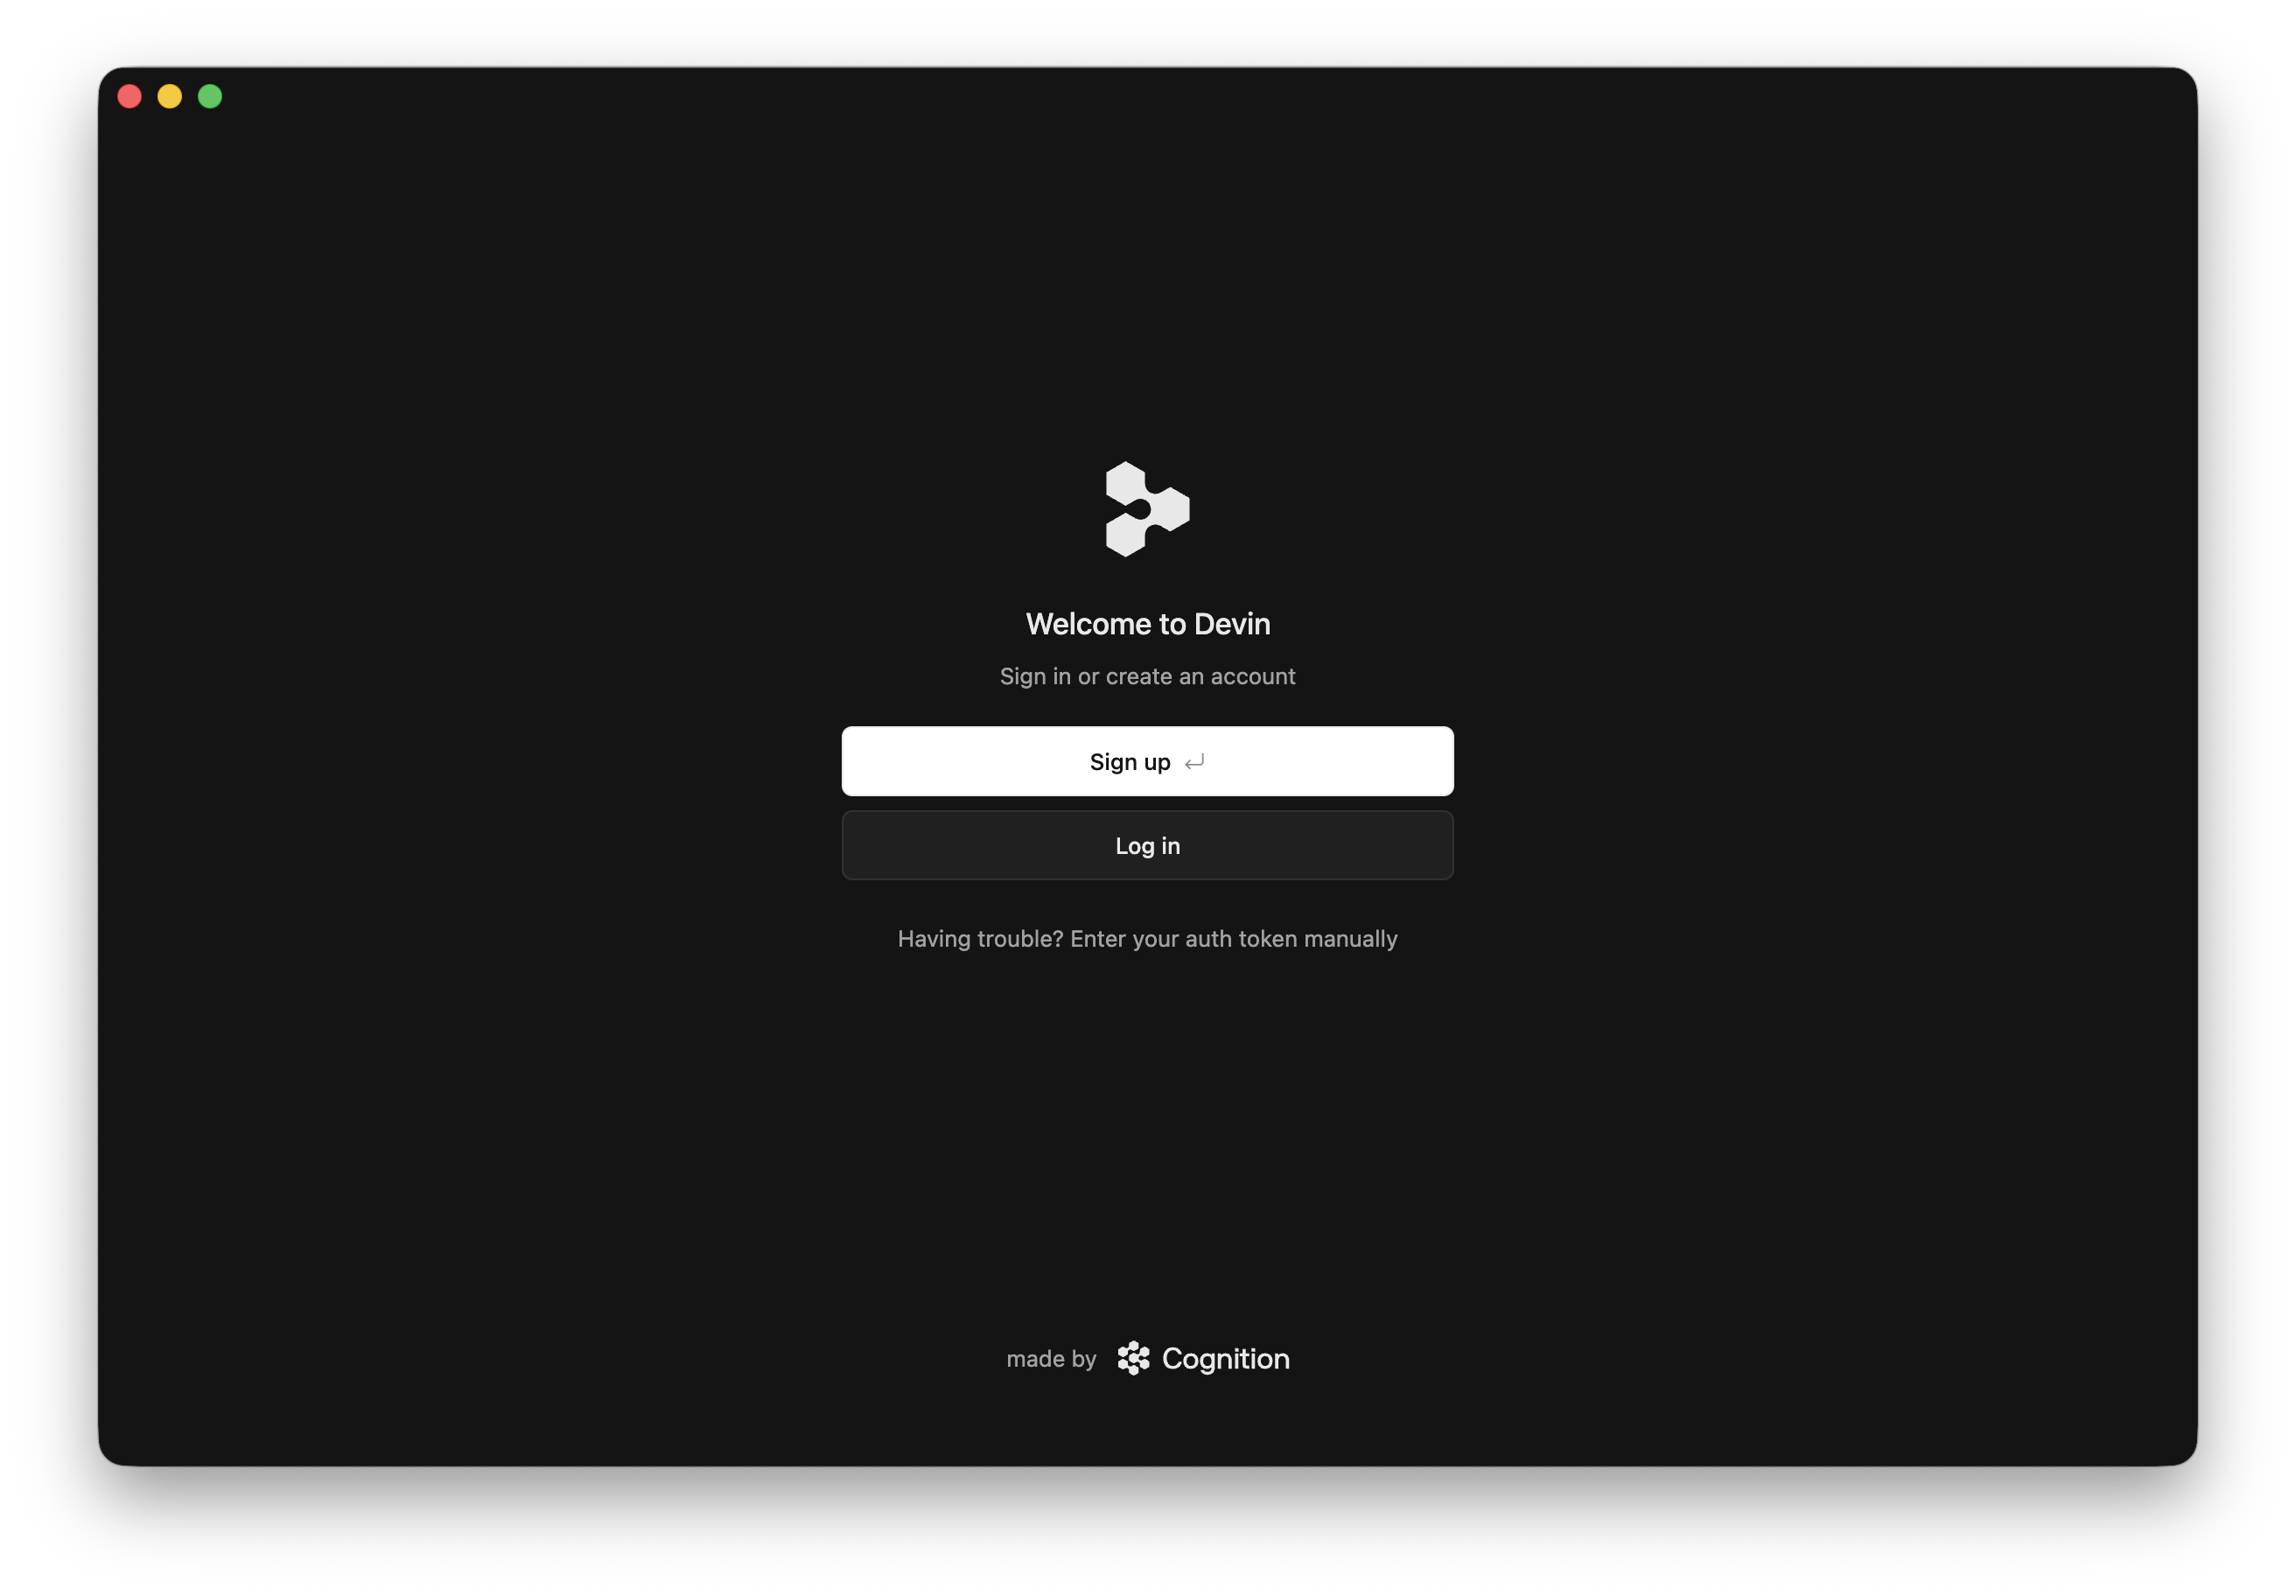 Welcome to Devin
Sign in or create an account
Sign up
Log in
Having trouble? Enter your auth token manually
made by Cognition